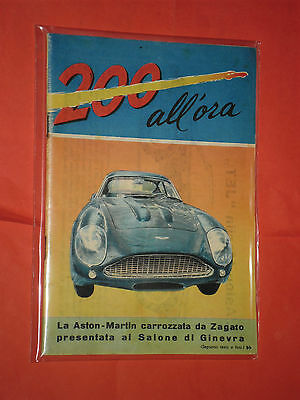 200
all'ora
La Aston-Martin carrozzata da Zagato
presentata al Salone di Ginevra